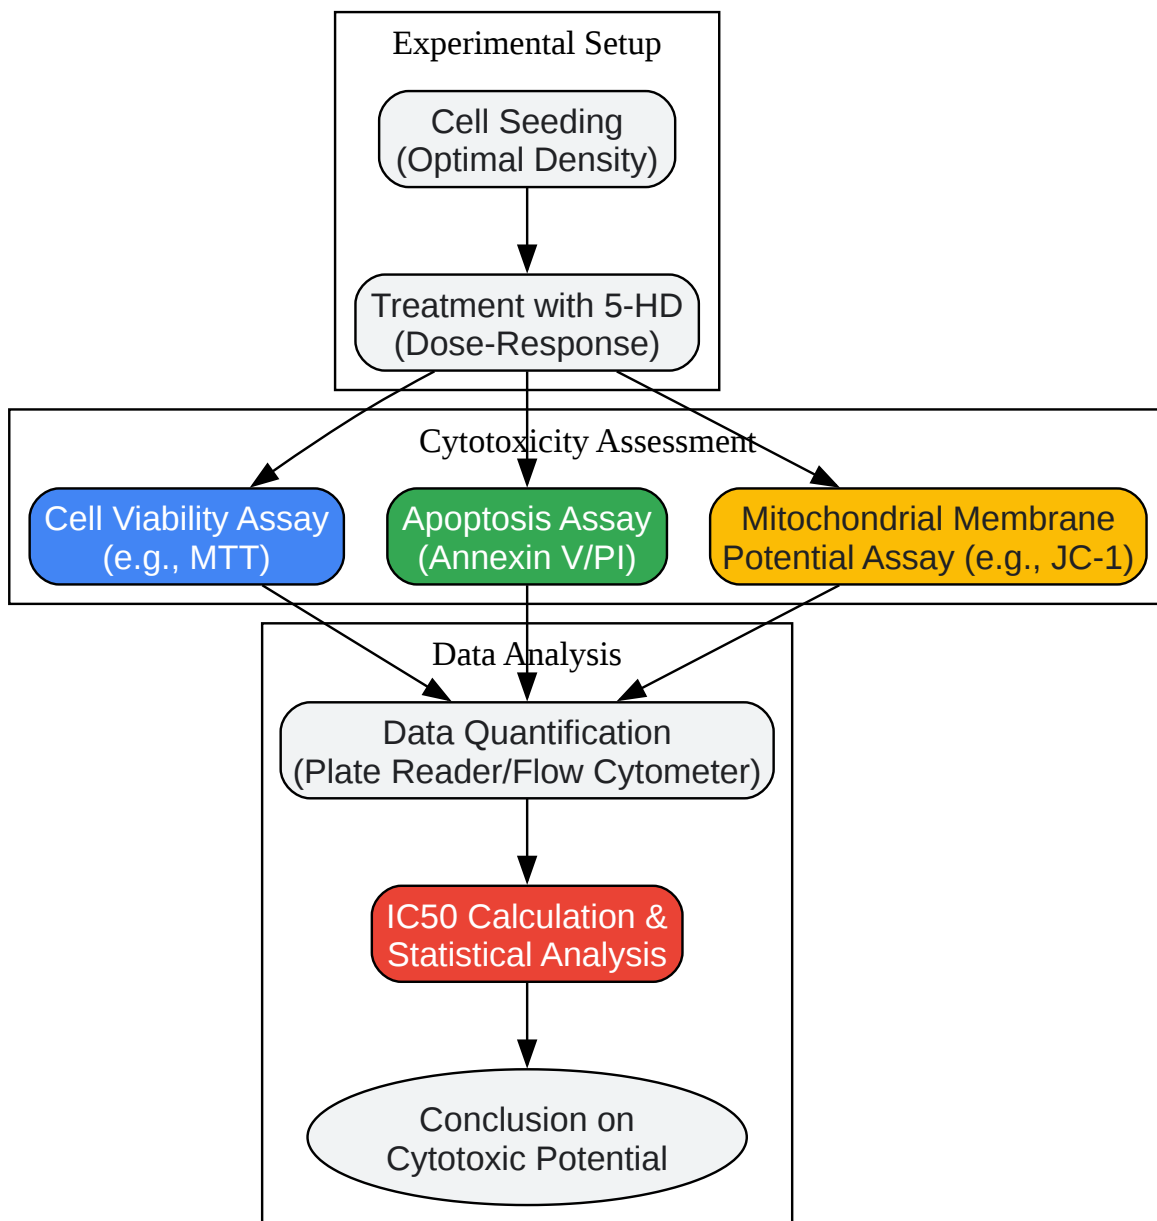 Experimental Setup
Cell Seeding
(Optimal Density)
Treatment with 5-HD
(Dose-Response)
Cytotoxicity Assessment
Cell Viability Assay
(e.g., MTT)
Apoptosis Assay
(Annexin V/PI)
Mitochondrial Membrane
Potential Assay (e.g., JC-1)
Data Analysis
Data Quantification
(Plate Reader/Flow Cytometer)
IC50 Calculation &
Statistical Analysis
Conclusion on
Cytotoxic Potential